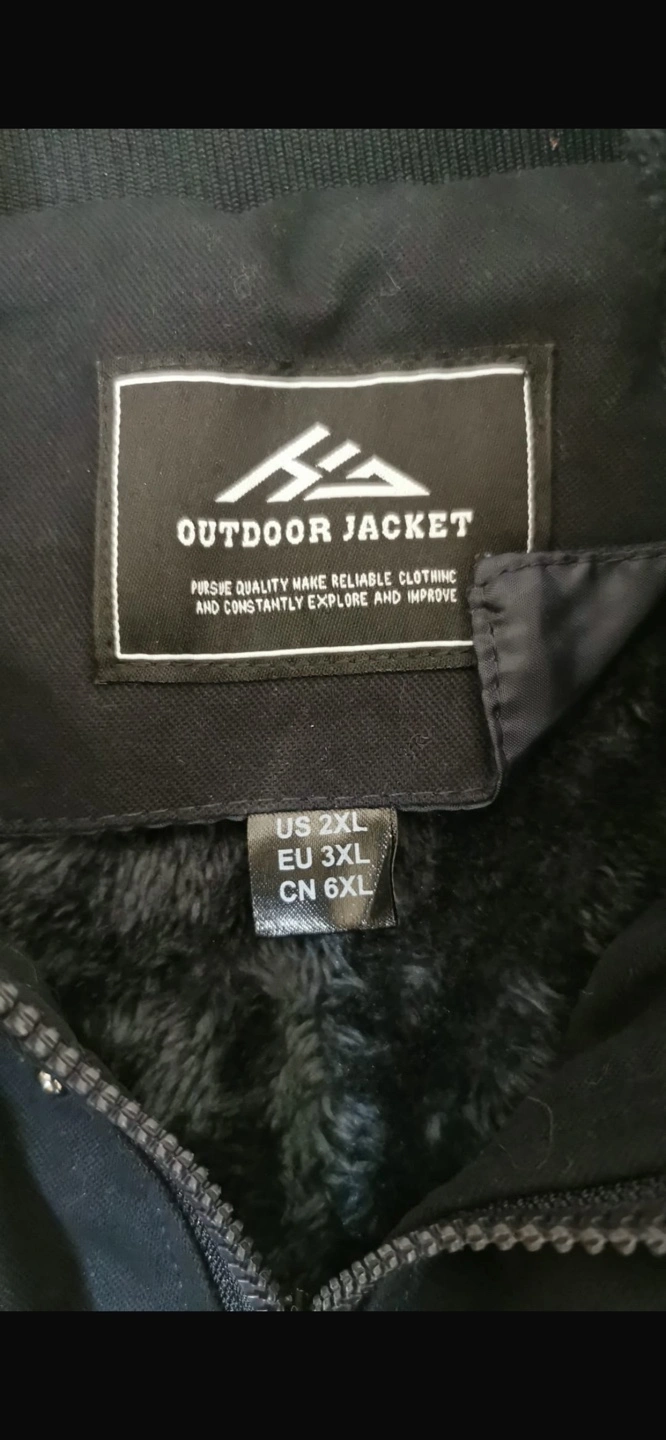 OUTDOOR JACKET
PURSUE QUALITY MAKE RELIABLE CLOTHING
AND CONSTANTLY EXPLORE AND IMPROVE
US 2XL
EU 3XL
CN 6XL